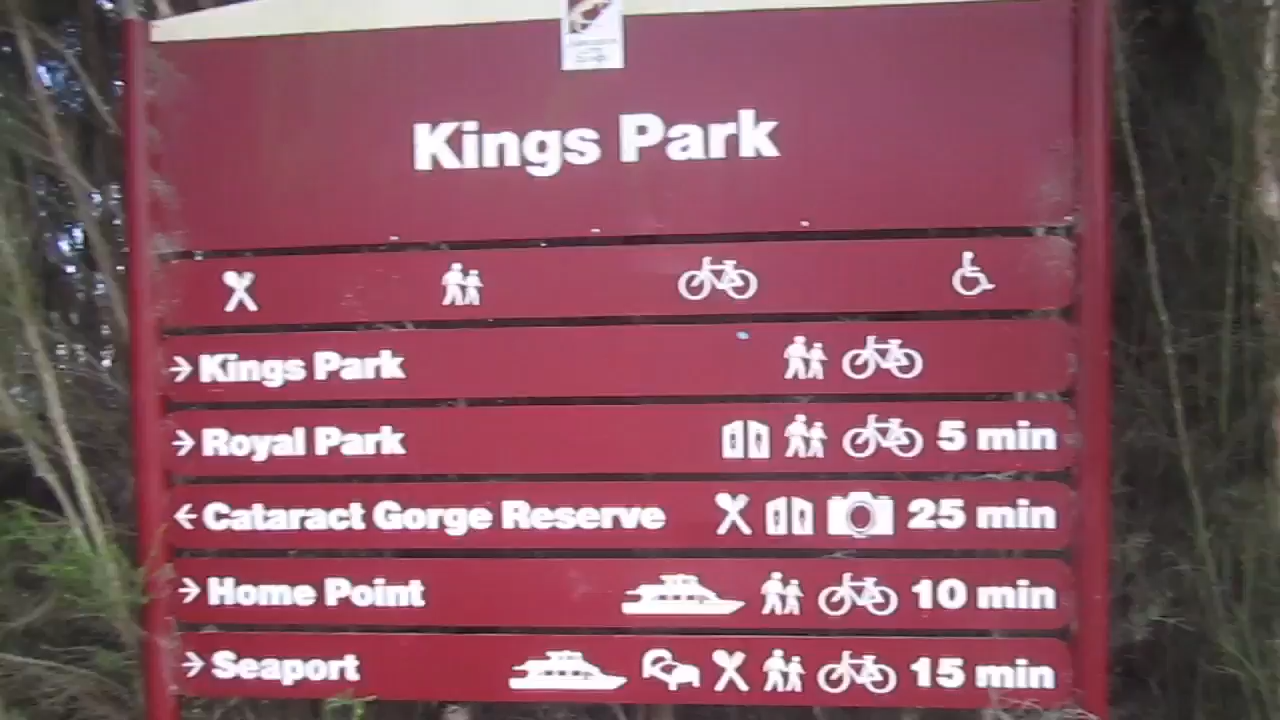 Kings Park
→ Kings Park
→ Royal Park 5 min
← Cataract Gorge Reserve 25 min
→ Home Point 10 min
→ Seaport 15 min